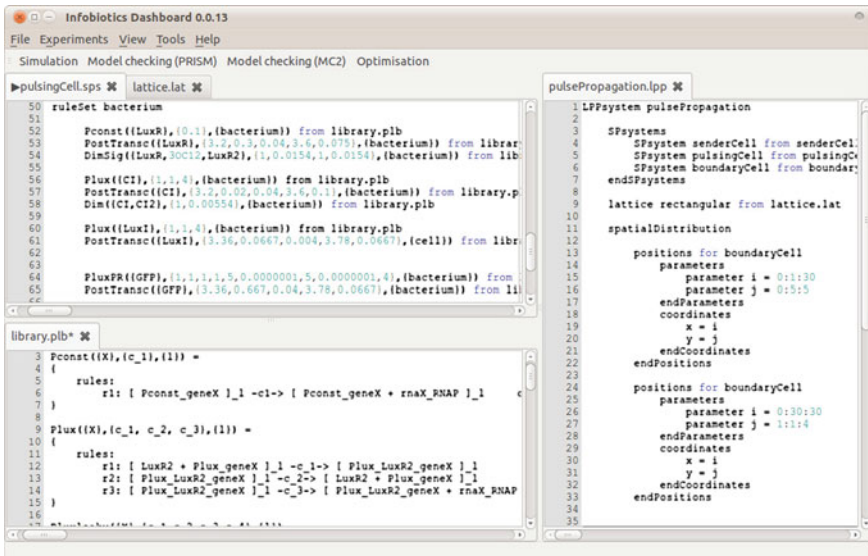 Infobiotics Dashboard 0.0.13
File Experiments View Tools Help
Simulation Model checking (PRISM) Model checking (MC2) Optimisation
▶pulsingCell.sps ✖ lattice.lat ✖
50 ruleSet bacterium
51
52 Pconst({LuxR},{0.1},{bacterium}) from library.plb
53 PostTransc({LuxR},{3.2,0.3,0.04,3.6,0.075},{bacterium}) from librar
54 DimSig({LuxR,3OC12,LuxR2},{1,0.0154,1,0.0154},{bacterium}) from lib
55
56 Plux({CI},{1,1,4},{bacterium}) from library.plb
57 PostTransc({CI},{3.2,0.02,0.04,3.6,0.1},{bacterium}) from library.p
58 Dim({CI,CI2},{1,0.00554},{bacterium}) from library.plb
59
60 Plux({LuxI},{1,1,4},{bacterium}) from library.plb
61 PostTransc({LuxI},{3.36,0.0667,0.004,3.78,0.0667},{cell}) from libr
62
63
64 PluxPR({GFP},{1,1,1,1,5,0.0000001,5,0.0000001,4},{bacterium}) from
65 PostTransc({GFP},{3.36,0.667,0.04,3.78,0.0667},{bacterium}) from li
66
library.plb* ✖
3 Pconst({X},{c_1},{l}) =
4 {
5 rules:
6 r1: [ Pconst_geneX ]_l -c1-> [ Pconst_geneX + rnaX_RNAP ]_l c
7 }
8
9 Plux({X},{c_1, c_2, c_3},{l}) =
10 {
11 rules:
12 r1: [ LuxR2 + Plux_geneX ]_l -c_1-> [ Plux_LuxR2_geneX ]_l
13 r2: [ Plux_LuxR2_geneX ]_l -c_2-> [ LuxR2 + Plux_geneX ]_l
14 r3: [ Plux_LuxR2_geneX ]_l -c_3-> [ Plux_LuxR2_geneX + rnaX_RNAP
15 }
16
17
pulsePropagation.lpp ✖
1 LPPsystem pulsePropagation
2
3 SPsystems
4 SPsystem senderCell from senderCel
5 SPsystem pulsingCell from pulsingCe
6 SPsystem boundaryCell from boundar
7 endSPsystems
8
9 lattice rectangular from lattice.lat
10
11 spatialDistribution
12
13 positions for boundaryCell
14 parameters
15 parameter i = 0:1:30
16 parameter j = 0:5:5
17 endParameters
18 coordinates
19 x = i
20 y = j
21 endCoordinates
22 endPositions
23
24 positions for boundaryCell
25 parameters
26 parameter i = 0:30:30
27 parameter j = 1:1:4
28 endParameters
29 coordinates
30 x = i
31 y = j
32 endCoordinates
33 endPositions
34
35